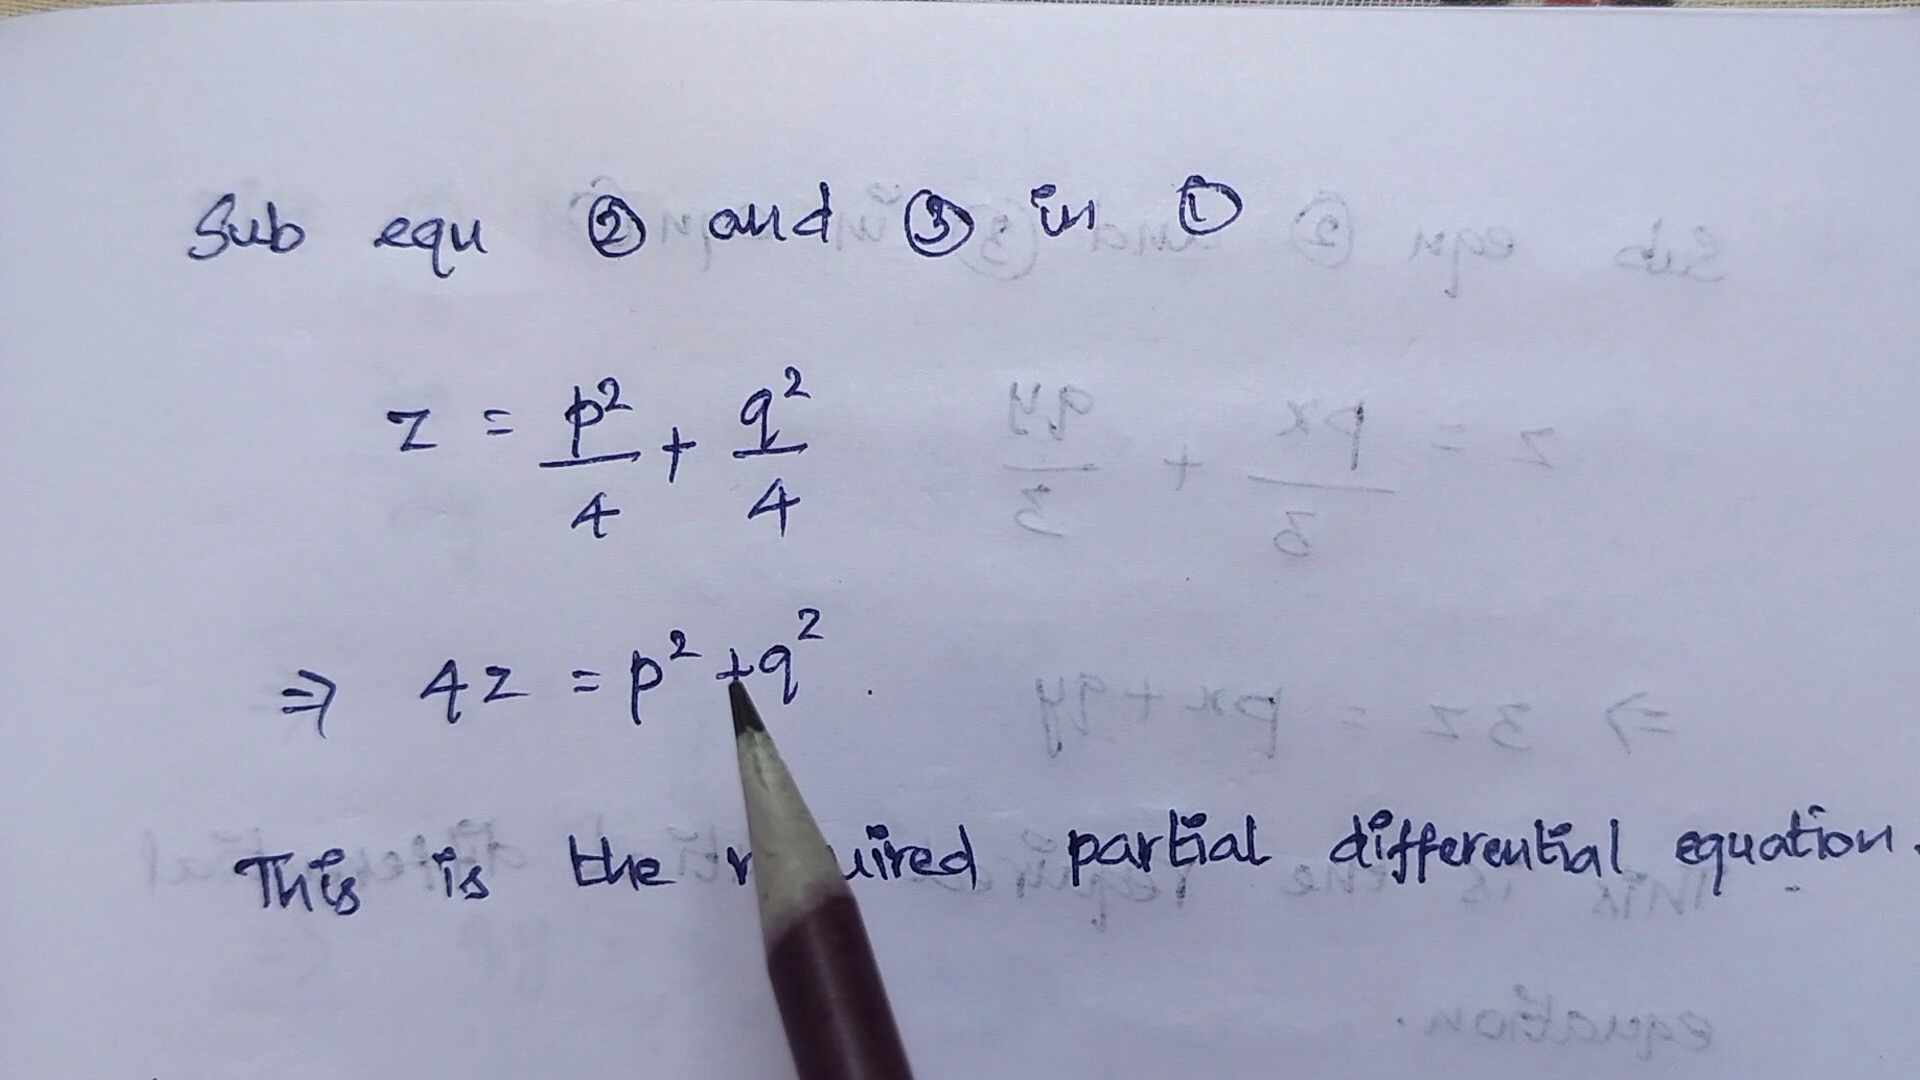 Sub equ ② and ③ in ①
z = p²/4 + q²/4
⇒ 4z = p² + q².
This is the required partial differential equation.